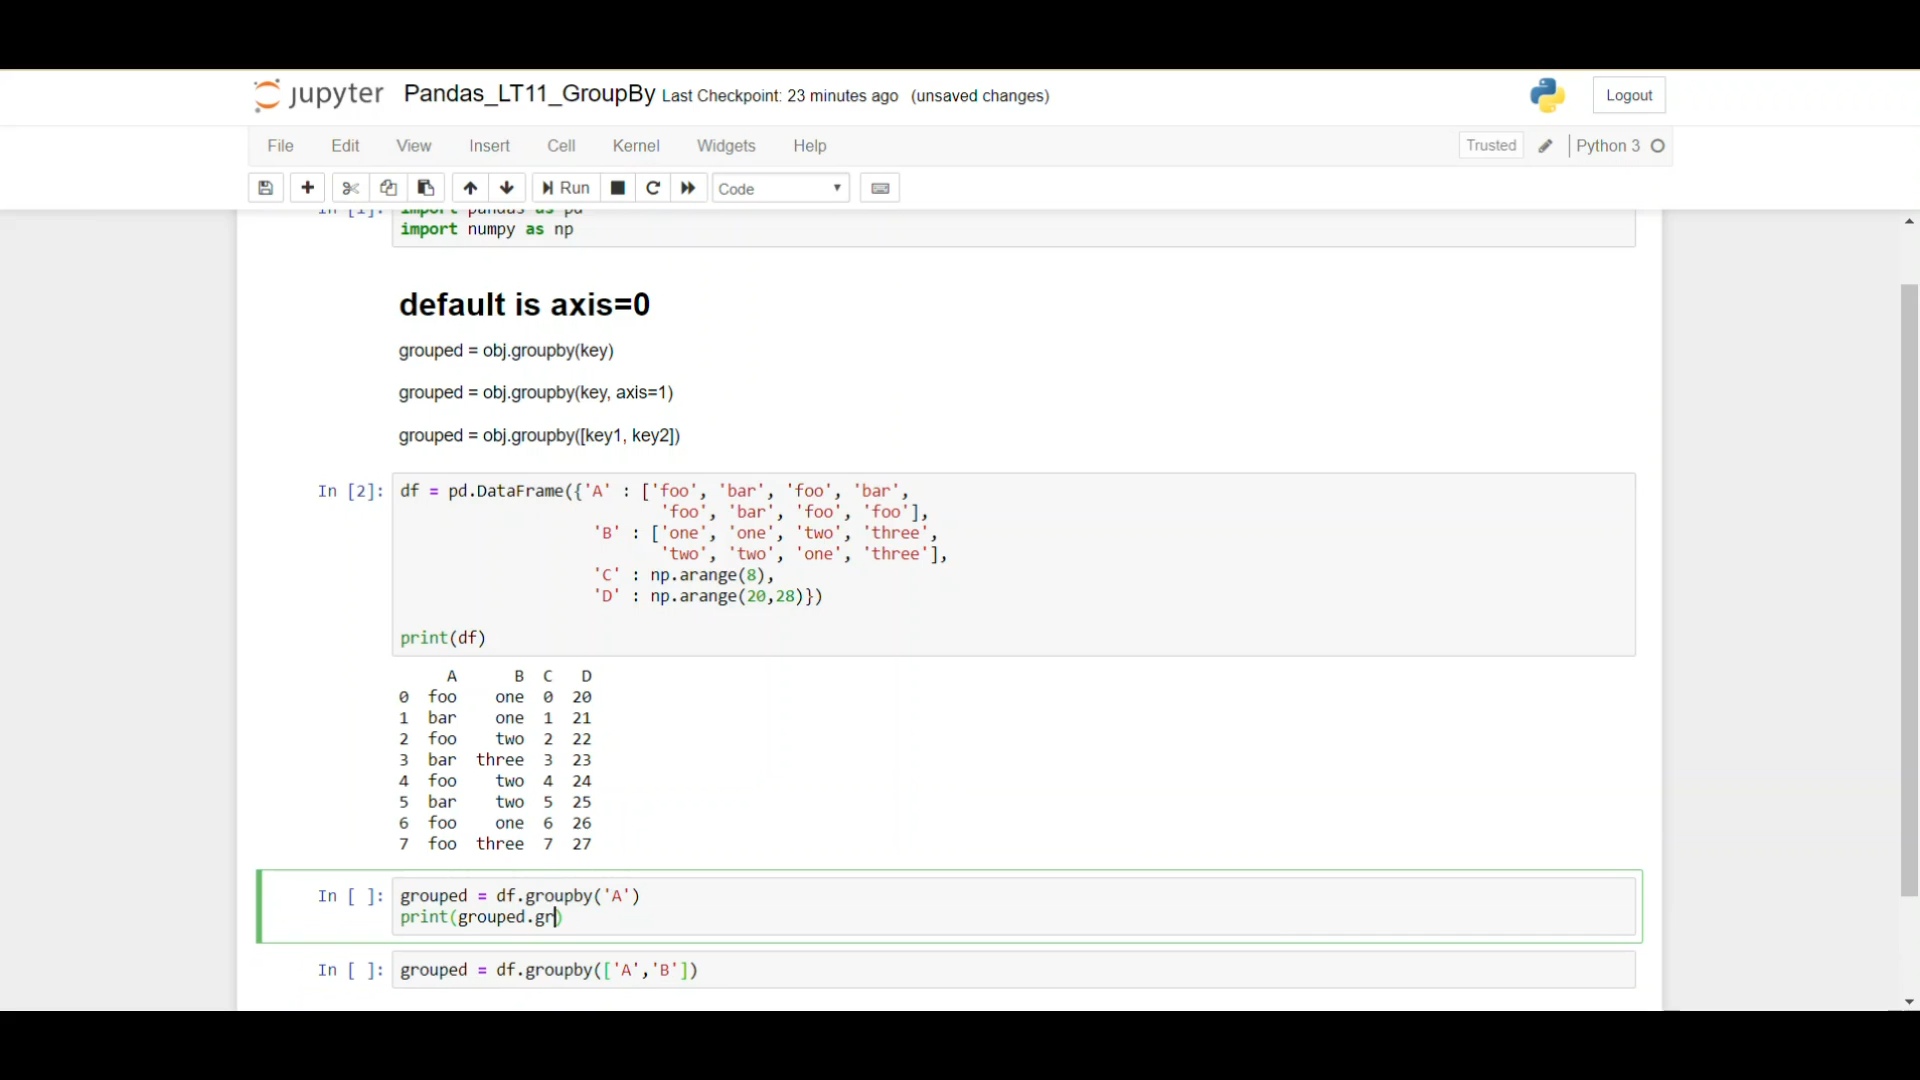 jupyter Pandas_LT11_GroupBy Last Checkpoint: 23 minutes ago (unsaved changes)
Logout
File Edit View Insert Cell Kernel Widgets Help
Trusted Python 3
Run Code
In [1]: import pandas as pd
import numpy as np
default is axis=0
grouped = obj.groupby(key)
grouped = obj.groupby(key, axis=1)
grouped = obj.groupby([key1, key2])
In [2]: df = pd.DataFrame({'A' : ['foo', 'bar', 'foo', 'bar',
'foo', 'bar', 'foo', 'foo'],
'B' : ['one', 'one', 'two', 'three',
'two', 'two', 'one', 'three'],
'C' : np.arange(8),
'D' : np.arange(20,28)})
print(df)
A B C D
0 foo one 0 20
1 bar one 1 21
2 foo two 2 22
3 bar three 3 23
4 foo two 4 24
5 bar two 5 25
6 foo one 6 26
7 foo three 7 27
In [ ]: grouped = df.groupby('A')
print(grouped.gr)
In [ ]: grouped = df.groupby(['A','B'])